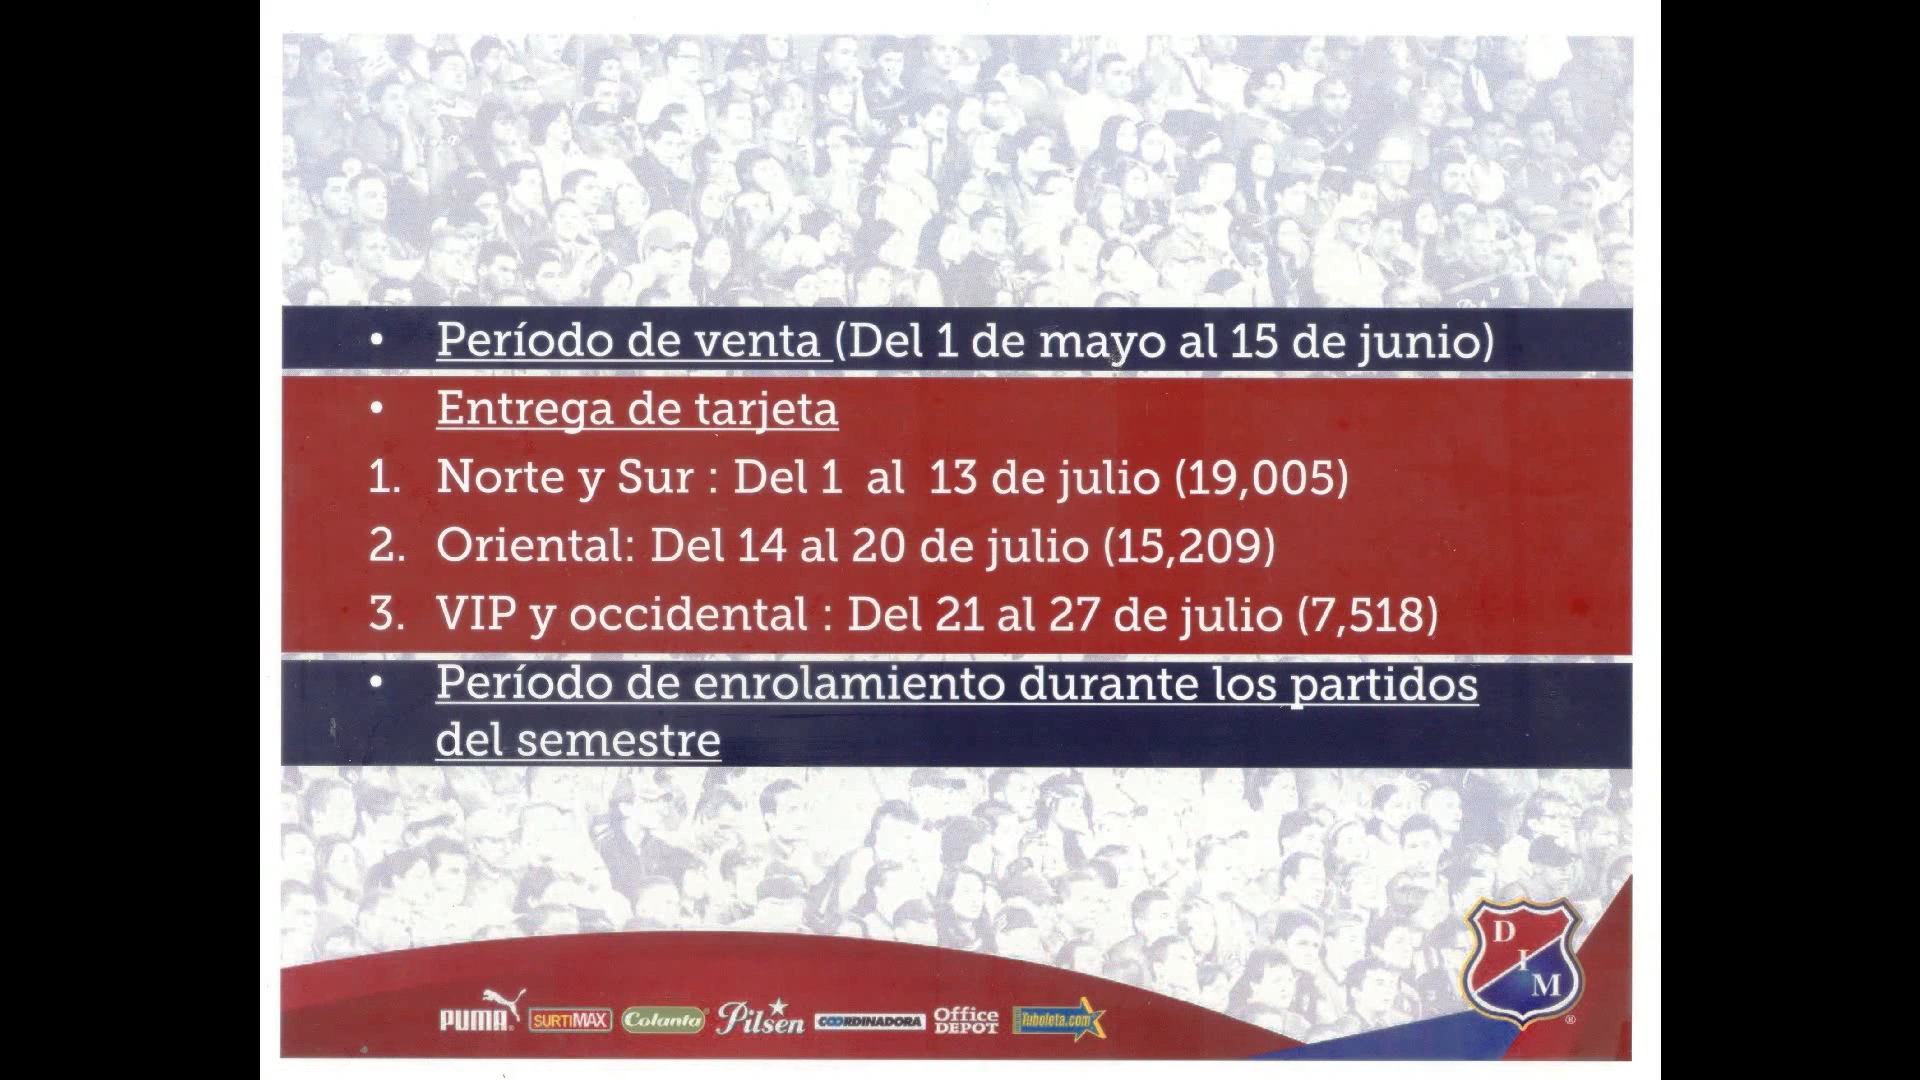 • Período de venta (Del 1 de mayo al 15 de junio)
• Entrega de tarjeta
1. Norte y Sur : Del 1 al 13 de julio (19,005)
2. Oriental: Del 14 al 20 de julio (15,209)
3. VIP y occidental : Del 21 al 27 de julio (7,518)
• Período de enrolamiento durante los partidos
del semestre
D
I
M
®
PUMA SURTIMAX Colanta Pilsen COORDINADORA Office DEPOT Tuboleta.com